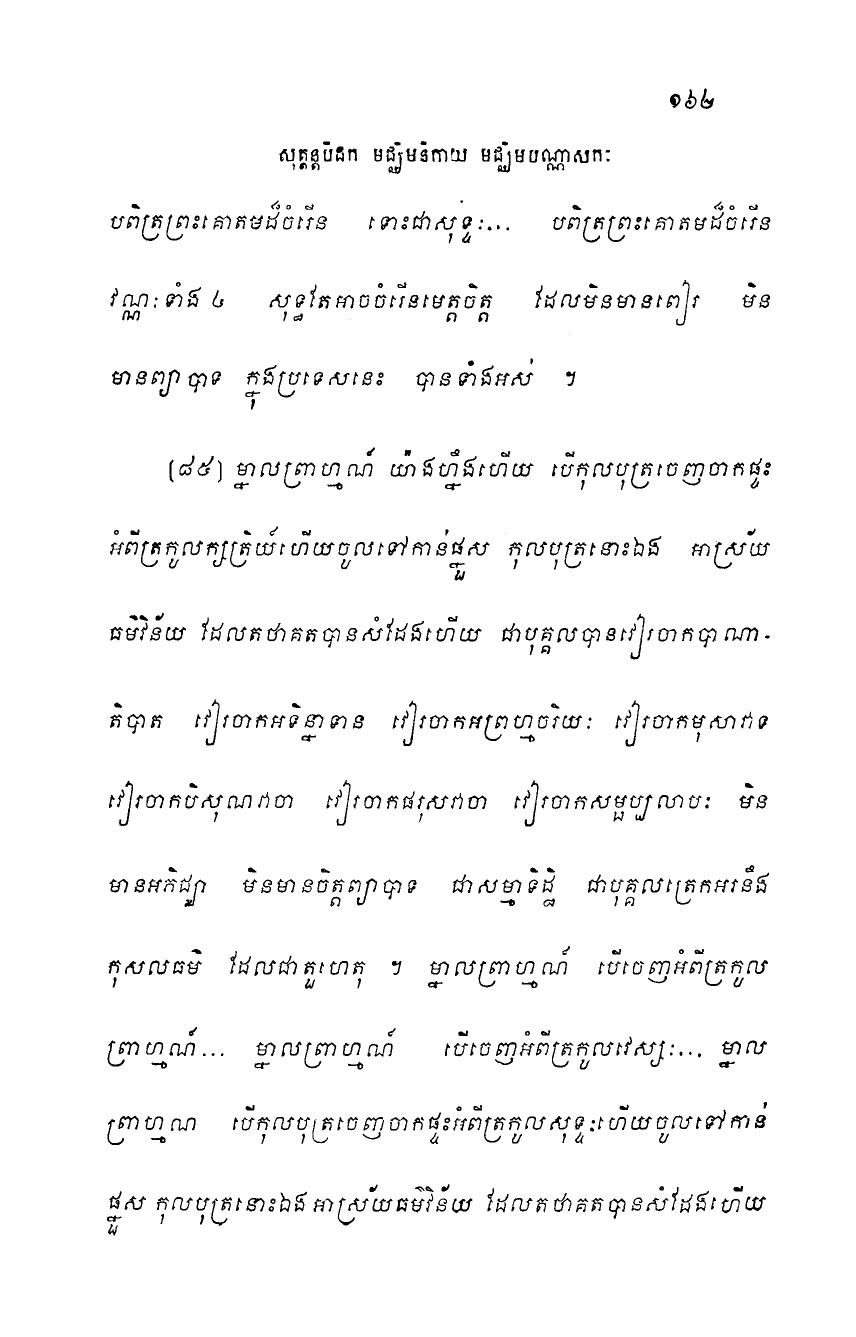 ១៦២
សុត្តន្តបិដក មជ្ឈិមនិកាយ មជ្ឈិមបណ្ណាសកៈ
បពិត្រព្រះគោតមដ៏ចំរើន ទោះជាសុទ្ទៈ... បពិត្រព្រះគោតមដ៏ចំរើន
វណ្ណៈទាំង ៤ សុទ្ធតែអាចចំរើនមេត្តចិត្ត ដែលមិនមានពៀរ មិន
មានព្យាបាទ ក្នុងប្រទេសនេះ បានទាំងអស់ ។
[៨៥] ម្នាលព្រាហ្មណ៍ យ៉ាងហ្នឹងហើយ បើកុលបុត្រចេញចាកផ្ទះ
អំពីត្រកូលក្សត្រិយ៍ហើយចូលទៅកាន់ផ្នួស កុលបុត្រនោះឯង អាស្រ័យ
ធម៌វិន័យ ដែលតថាគតបានសំដែងហើយ ជាបុគ្គលបានវៀរចាកបាណា-
តិបាត វៀរចាកអទិន្នាទាន វៀរចាកអព្រហ្មចរិយៈ វៀរចាកមុសាវាទ
វៀរចាកបិសុណវាចា វៀរចាកផរុសវាចា វៀរចាកសម្ផប្បលាបៈ មិន
មានអភិជ្ឈា មិនមានចិត្តព្យាបាទ ជាសម្មាទិដ្ឋិ ជាបុគ្គលត្រេកអរនឹង
កុសលធម៌ ដែលជាតួហេតុ ។ ម្នាលព្រាហ្មណ៍ បើចេញអំពីត្រកូល
ព្រាហ្មណ៍... ម្នាលព្រាហ្មណ៍ បើចេញអំពីត្រកូលវេស្សៈ... ម្នាល
ព្រាហ្មណ បើកុលបុត្រចេញចាកផ្ទះអំពីត្រកូលសុទ្ទៈហើយចូលទៅកាន់
ផ្នួស កុលបុត្រនោះឯងអាស្រ័យធម៌វិន័យ ដែលតថាគតបានសំដែងហើយ